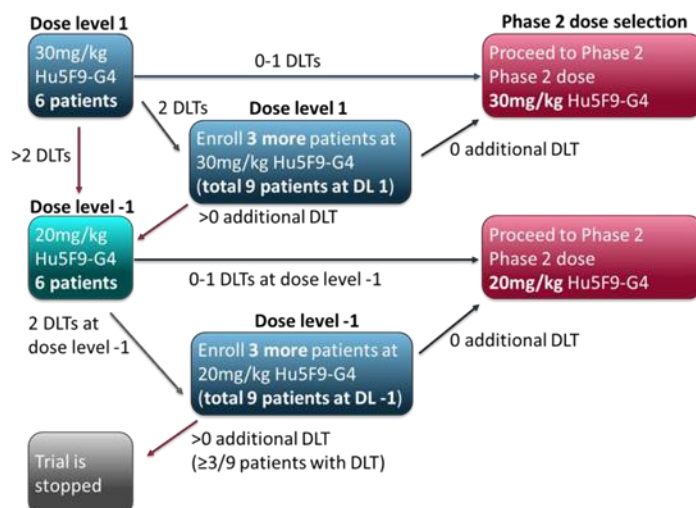 Dose level 1
30mg/kg
Hu5F9-G4
6 patients
0-1 DLTs
Phase 2 dose selection
Proceed to Phase 2
Phase 2 dose
30mg/kg Hu5F9-G4
2 DLTs
Dose level 1
Enroll 3 more patients at
30mg/kg Hu5F9-G4
(total 9 patients at DL 1)
0 additional DLT
>2 DLTs
>0 additional DLT
Dose level -1
20mg/kg
Hu5F9-G4
6 patients
0-1 DLTs at dose level -1
Proceed to Phase 2
Phase 2 dose
20mg/kg Hu5F9-G4
2 DLTs at
dose level -1
Dose level -1
Enroll 3 more patients at
20mg/kg Hu5F9-G4
(total 9 patients at DL -1)
0 additional DLT
>0 additional DLT
(≥3/9 patients with DLT)
Trial is
stopped